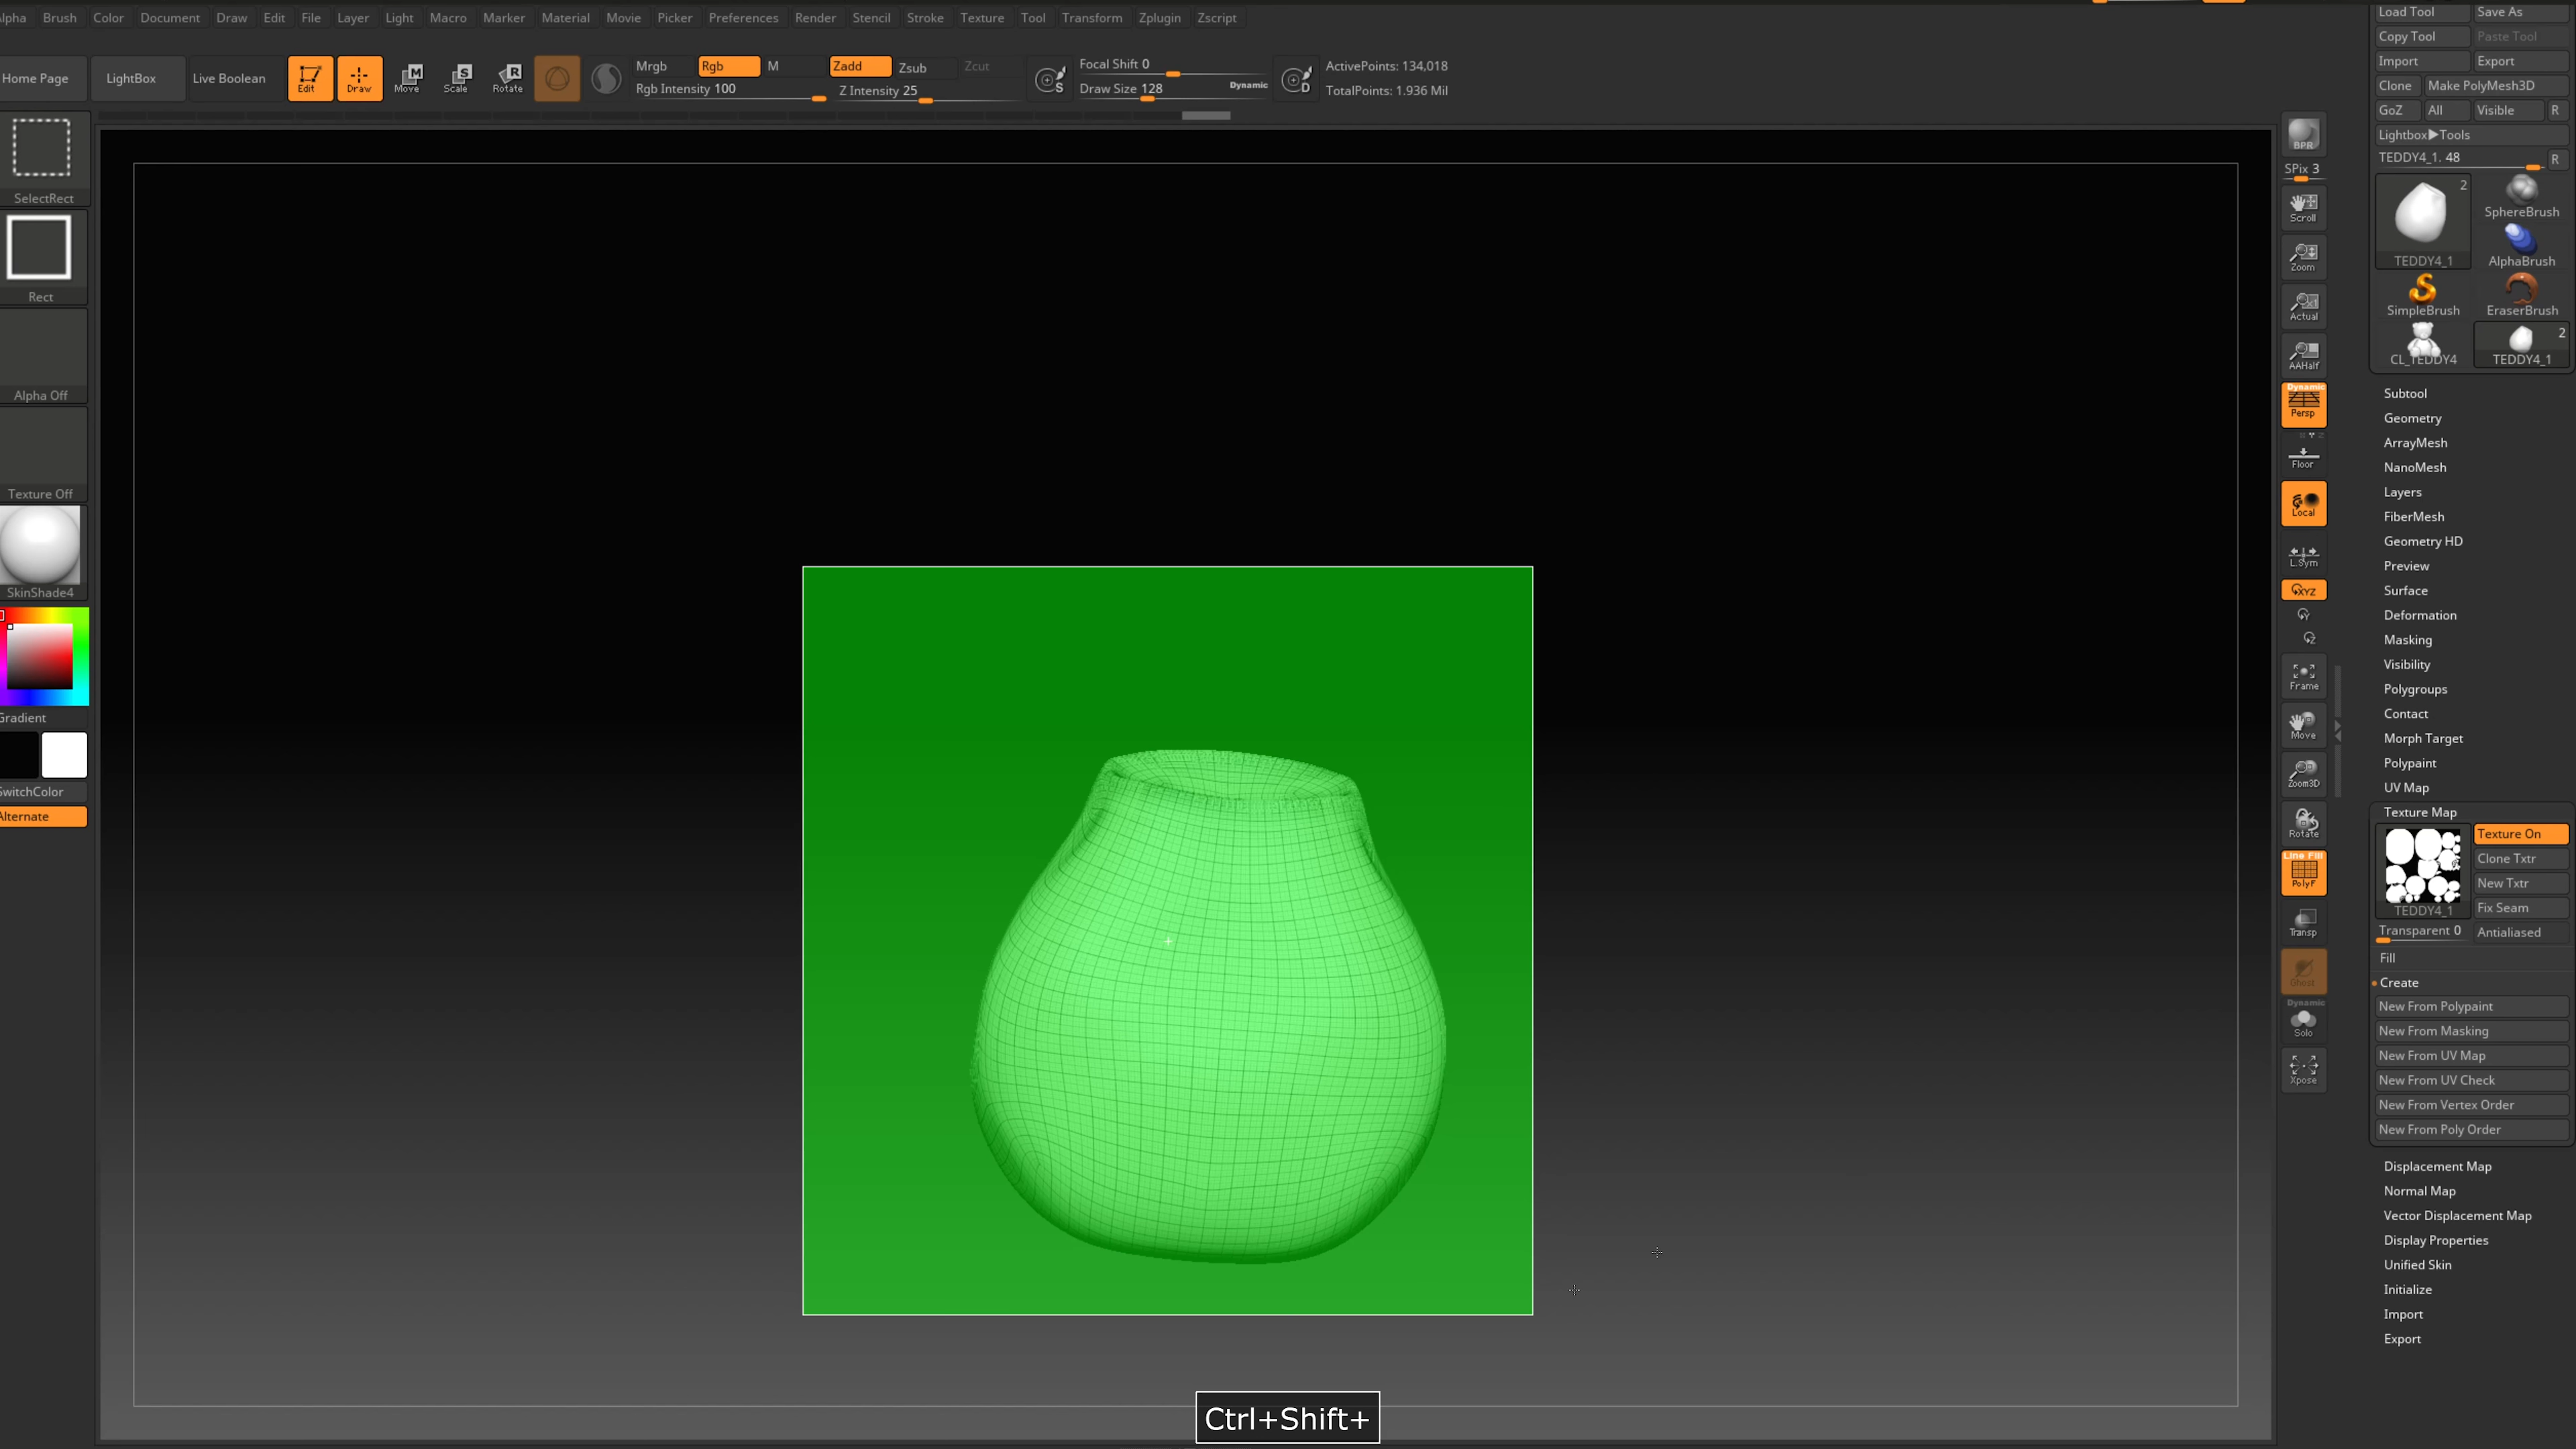 lpha Brush Color Document Draw Edit File Layer Light Macro Marker Material Movie Picker Preferences Render Stencil Stroke Texture Tool Transform Zplugin Zscript
Home Page LightBox Live Boolean Edit Draw Move Scale Rotate
Mrgb Rgb M Zadd Zsub Zcut
Rgb Intensity 100 Z Intensity 25
Focal Shift 0
Draw Size 128 Dynamic
ActivePoints: 134,018
TotalPoints: 1.936 Mil
SelectRect
Rect
Alpha Off
Texture Off
SkinShade4
Gradient
SwitchColor
Alternate
Ctrl+Shift+
BPR
SPix 3
Scroll
Zoom
Actual
AAHalf
Dynamic
Persp
Floor
Local
L.Sym
XYZ
Y
Z
Frame
Move
Zoom3D
Rotate
Line Fill
PolyF
Transp
Ghost
Dynamic
Solo
Xpose
Load Tool Save As
Copy Tool Paste Tool
Import Export
Clone Make PolyMesh3D
GoZ All Visible R
Lightbox▶Tools
TEDDY4_1. 48 R
2
TEDDY4_1
SphereBrush
AlphaBrush
SimpleBrush EraserBrush
2
CL_TEDDY4 TEDDY4_1
Subtool
Geometry
ArrayMesh
NanoMesh
Layers
FiberMesh
Geometry HD
Preview
Surface
Deformation
Masking
Visibility
Polygroups
Contact
Morph Target
Polypaint
UV Map
Texture Map
Texture On
Clone Txtr
New Txtr
TEDDY4_1 Fix Seam
Transparent 0 Antialiased
Fill
Create
New From Polypaint
New From Masking
New From UV Map
New From UV Check
New From Vertex Order
New From Poly Order
Displacement Map
Normal Map
Vector Displacement Map
Display Properties
Unified Skin
Initialize
Import
Export